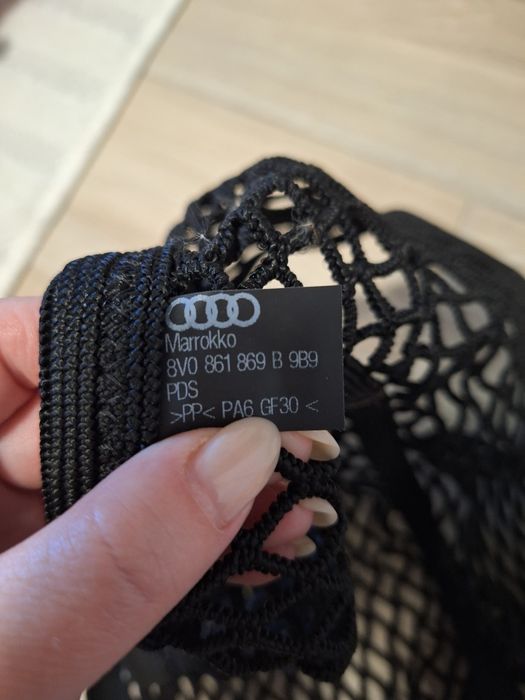 Marrokko
8V0 861 869 B 9B9
PDS
>PP< PA6 GF30 <